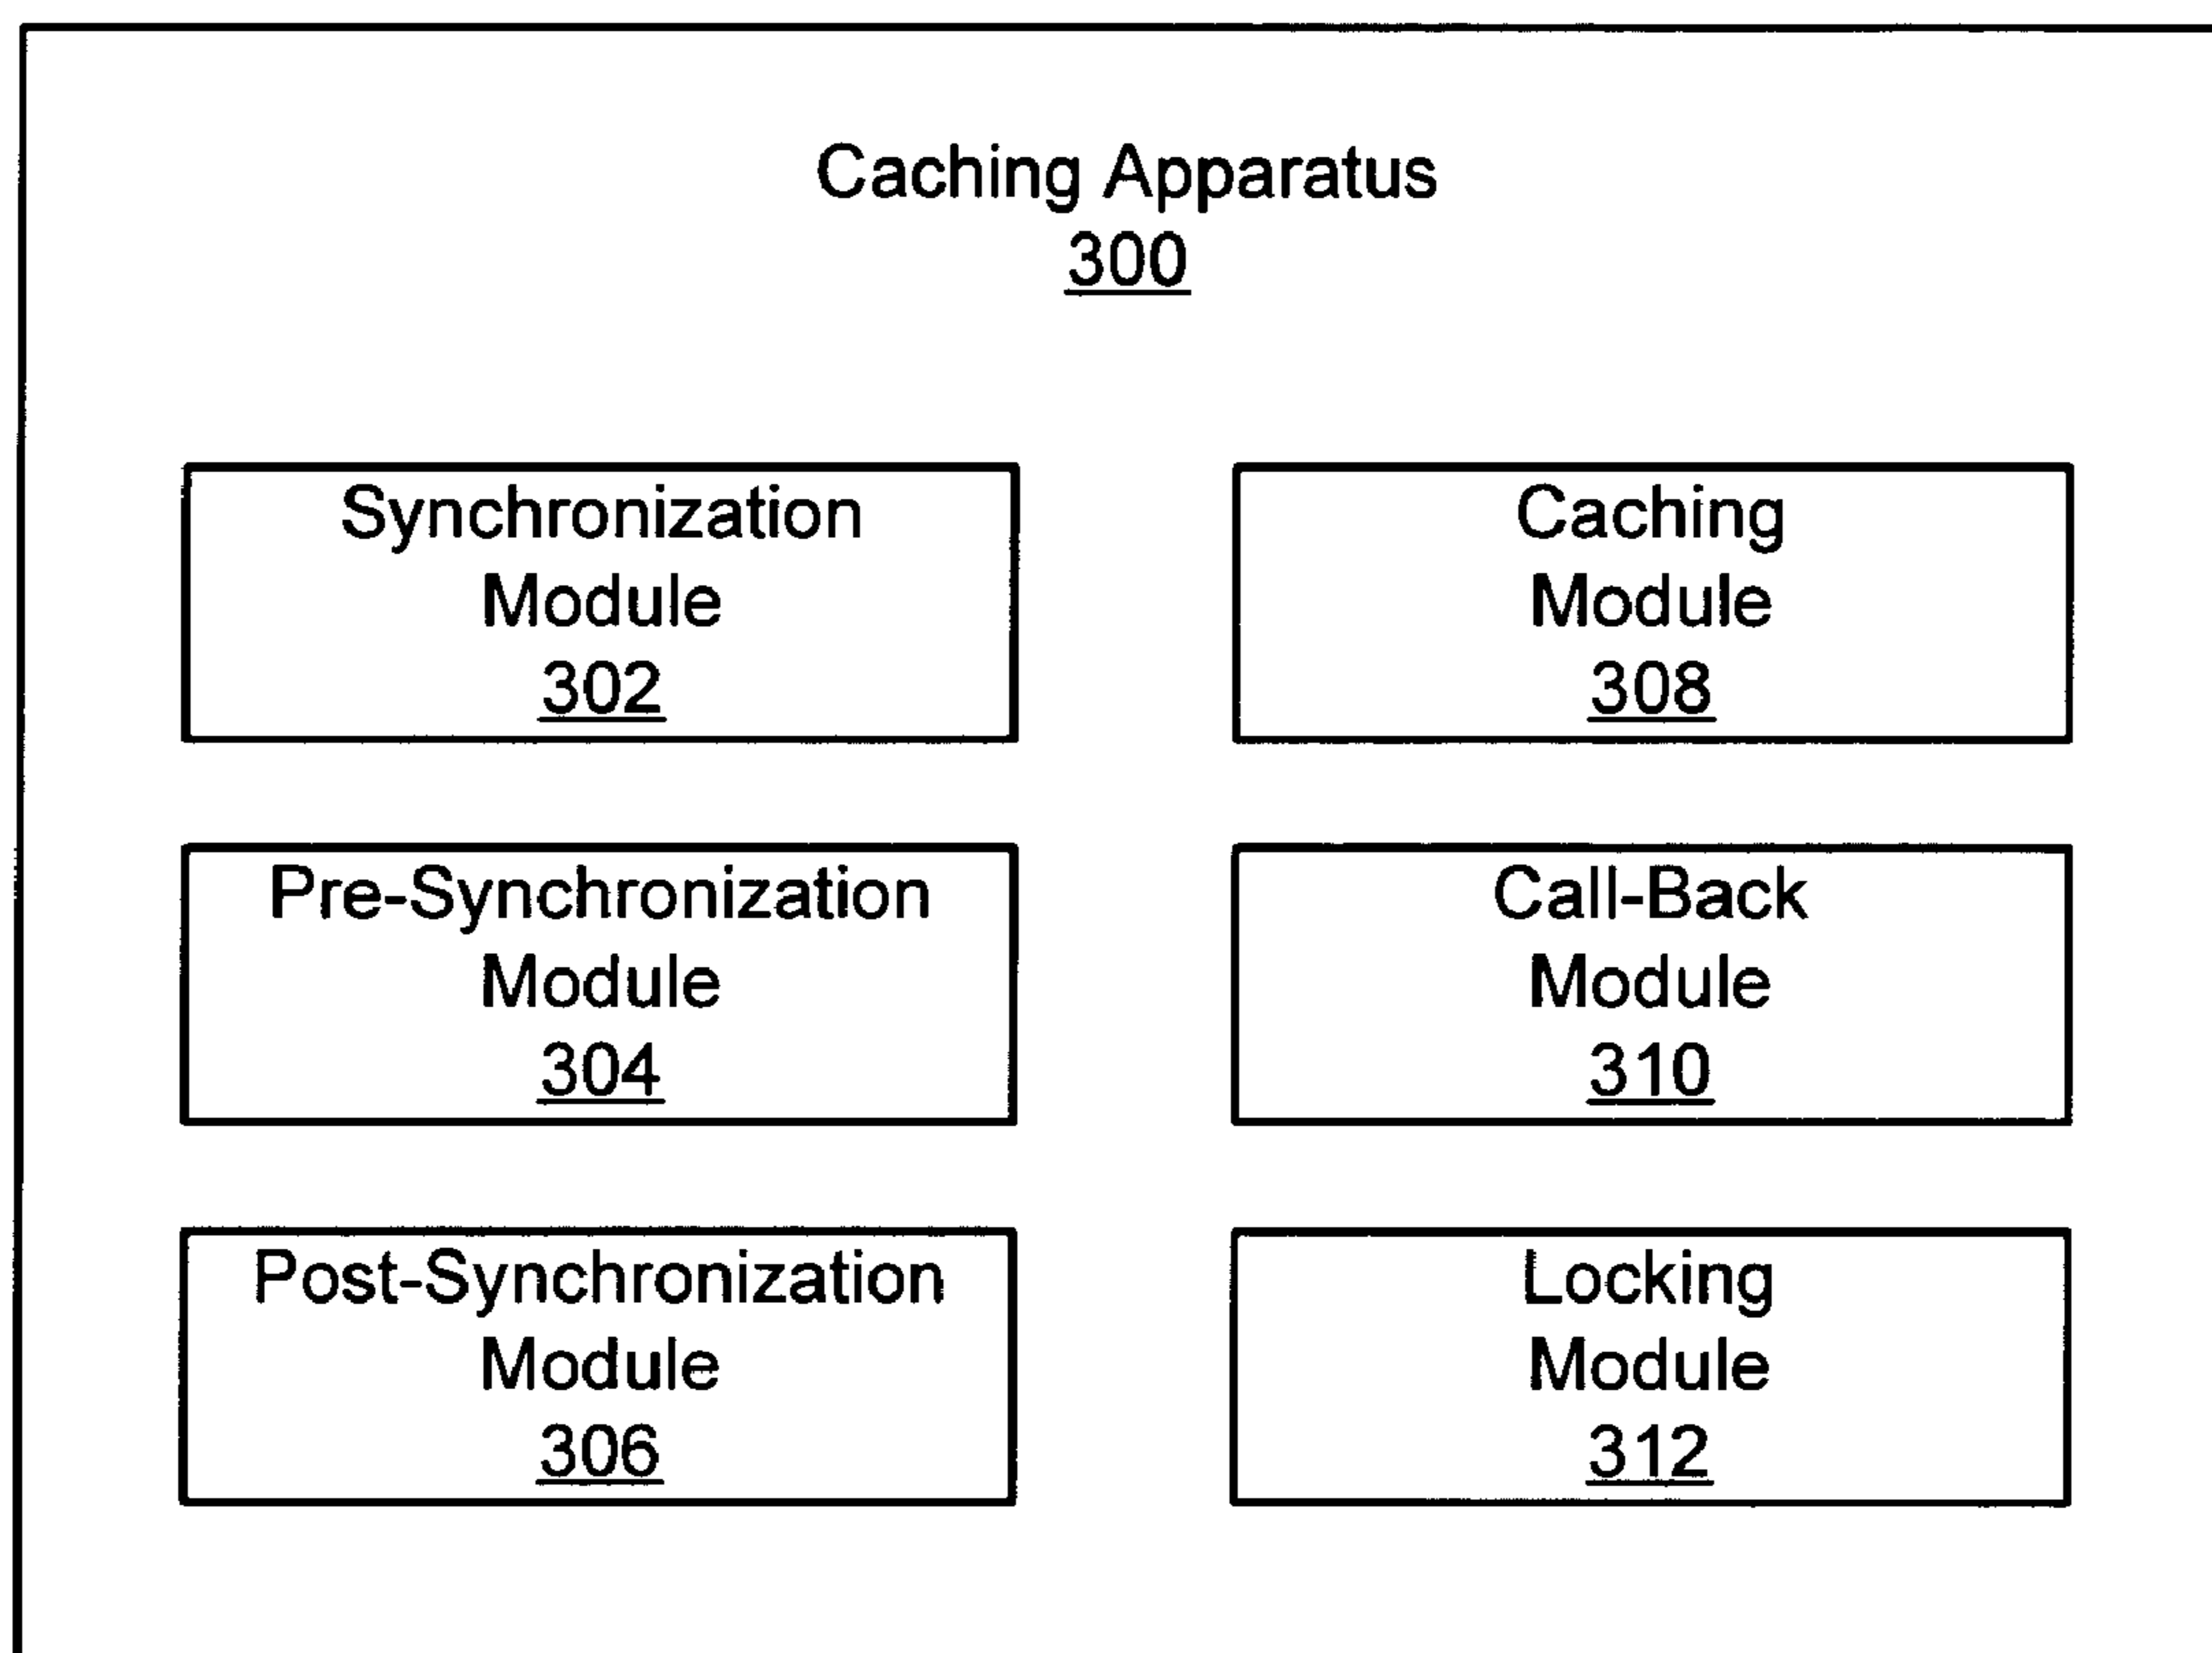 Caching Apparatus
300
Synchronization
Module
302
Pre-Synchronization
Module
304
Post-Synchronization
Module
306
Caching
Module
308
Call-Back
Module
310
Locking
Module
312